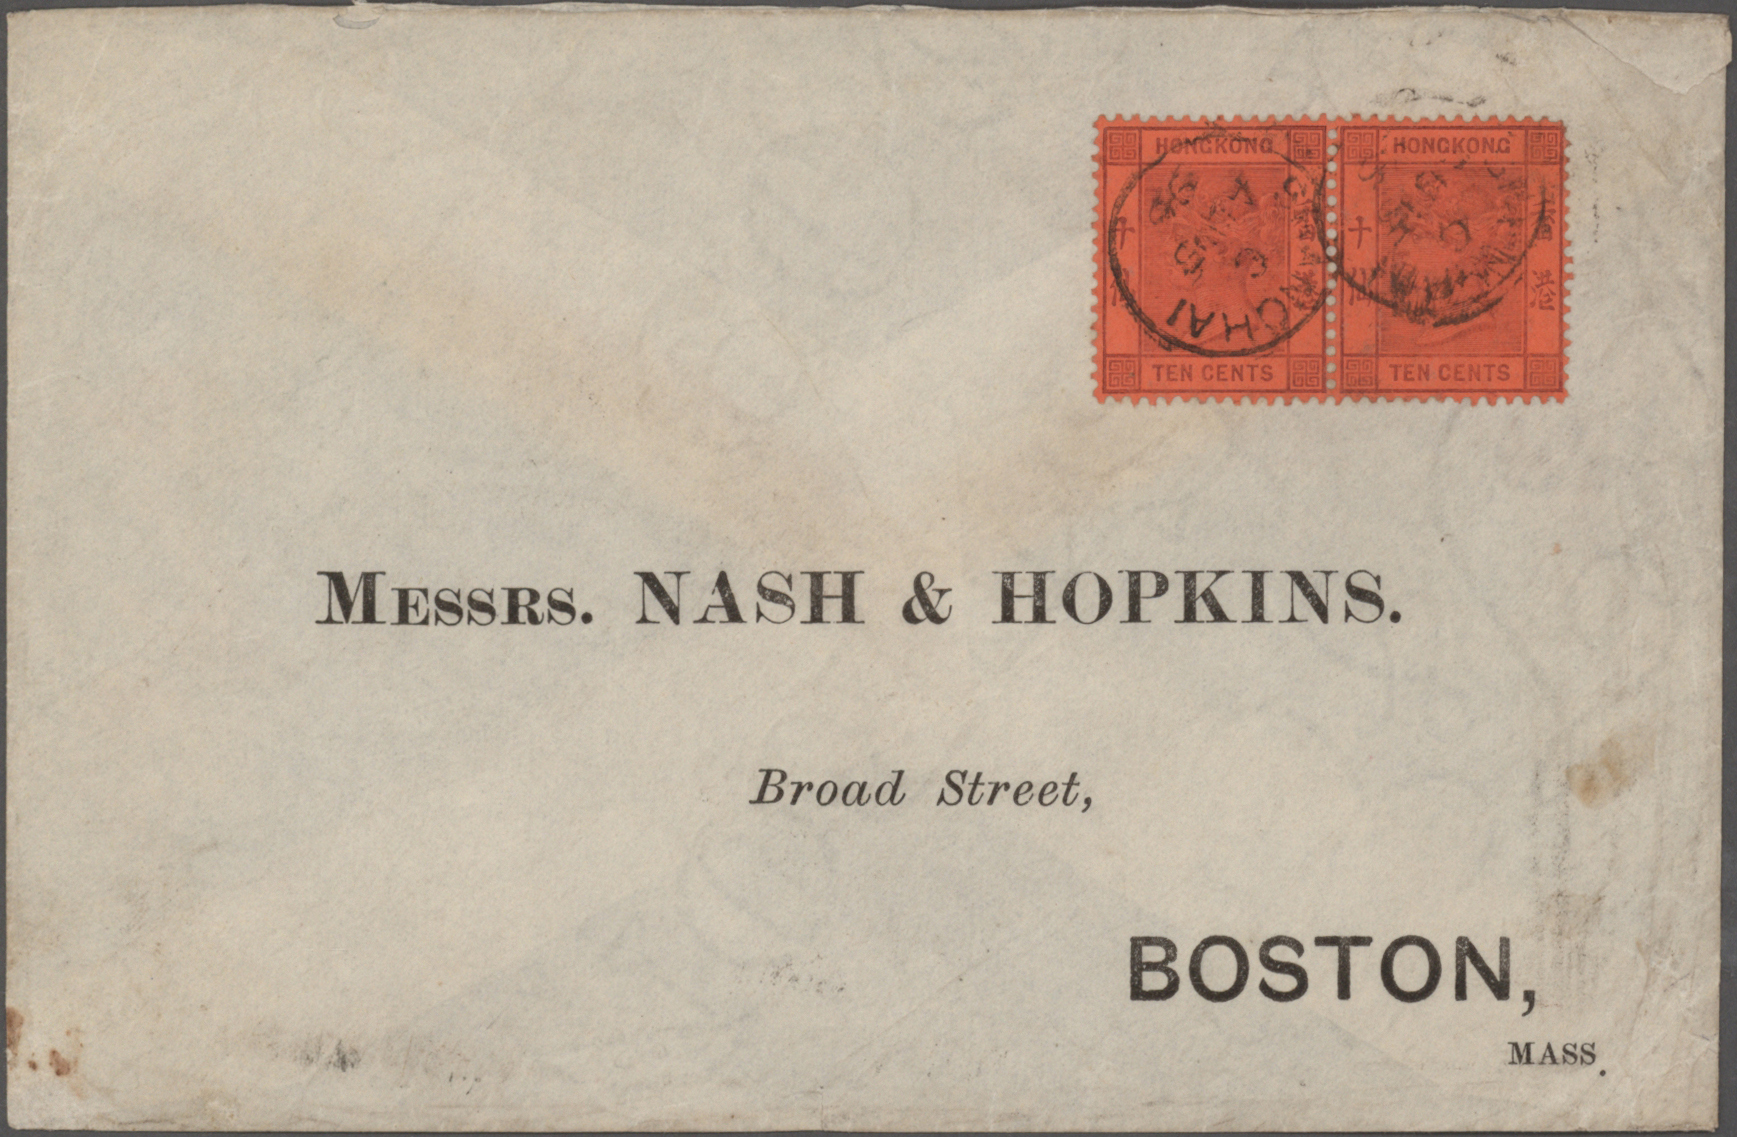 HONGKONG HONGKONG
TEN CENTS TEN CENTS
MESSRS. NASH & HOPKINS.
Broad Street,
BOSTON,
MASS.